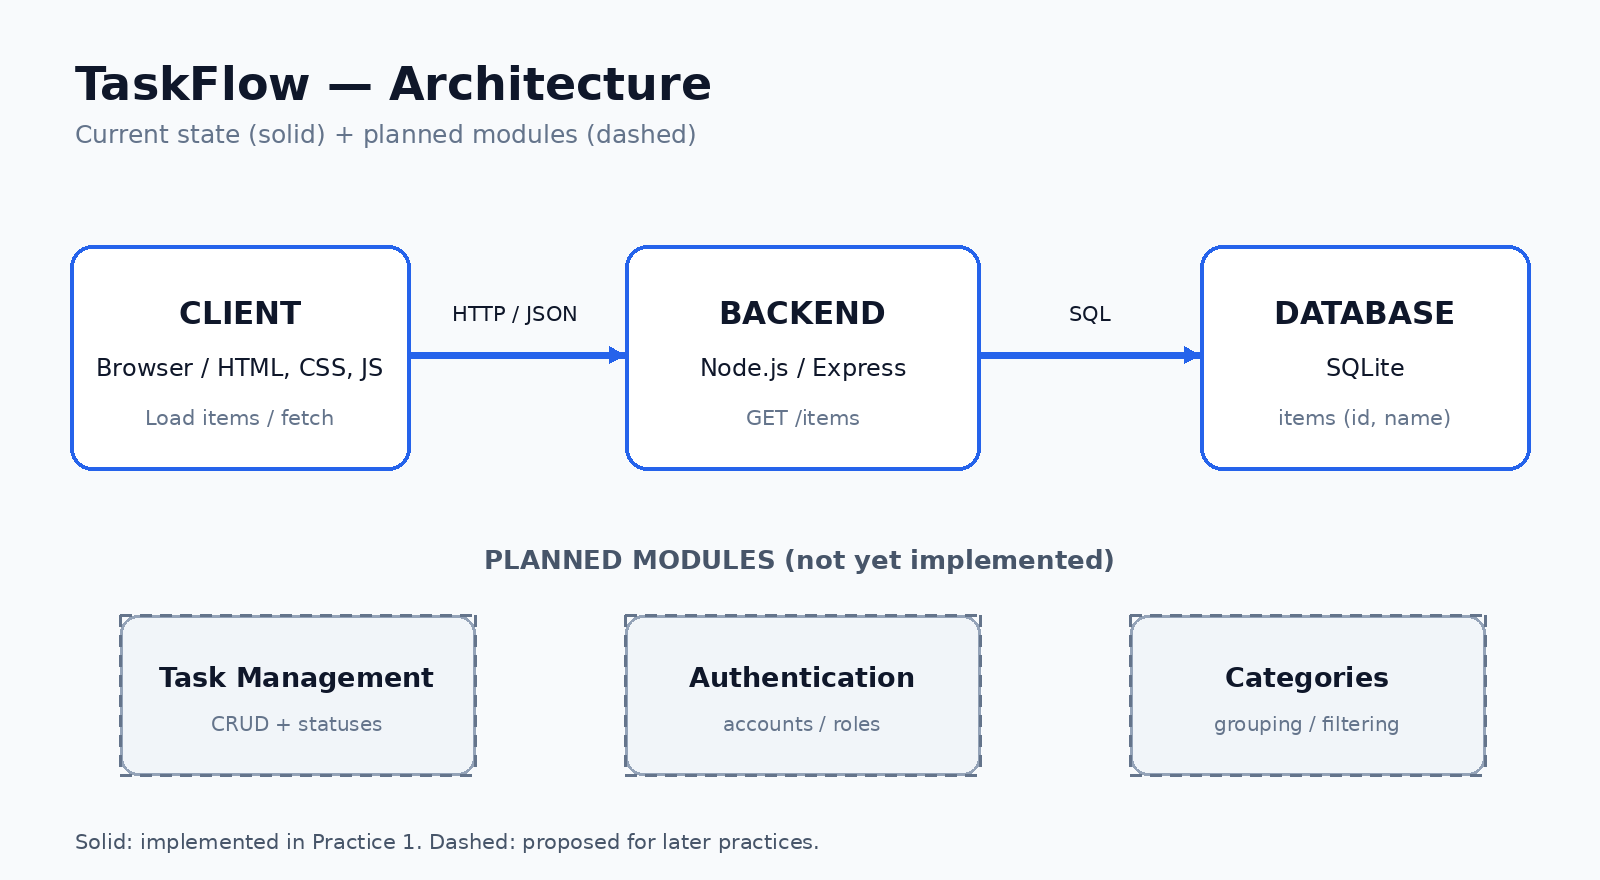 TaskFlow — Architecture
Current state (solid) + planned modules (dashed)
CLIENT
Browser / HTML, CSS, JS
Load items / fetch
HTTP / JSON
BACKEND
Node.js / Express
GET /items
SQL
DATABASE
SQLite
items (id, name)
PLANNED MODULES (not yet implemented)
Task Management
CRUD + statuses
Authentication
accounts / roles
Categories
grouping / filtering
Solid: implemented in Practice 1. Dashed: proposed for later practices.